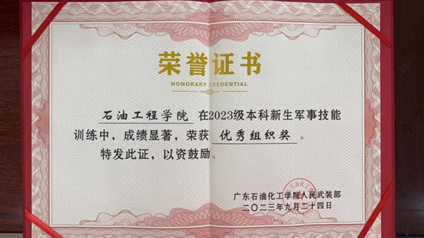 荣誉证书
HONORARY CREDENTIAL
石油工程学院 在2023级本科新生军事技能
训练中，成绩显著，荣获 优秀组织奖 。
特发此证，以资鼓励。
广东石油化工学院人民武装部
二〇二三年九月二十四日